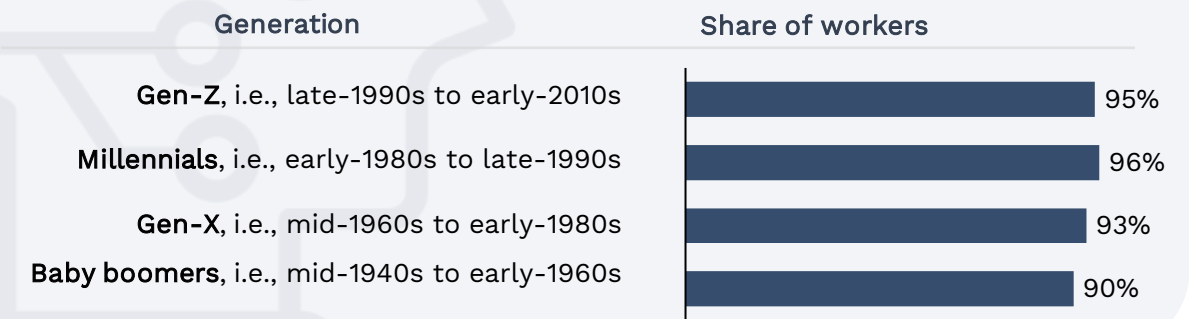 Generation Share of workers
Gen-Z, i.e., late-1990s to early-2010s 95%
Millennials, i.e., early-1980s to late-1990s 96%
Gen-X, i.e., mid-1960s to early-1980s 93%
Baby boomers, i.e., mid-1940s to early-1960s 90%